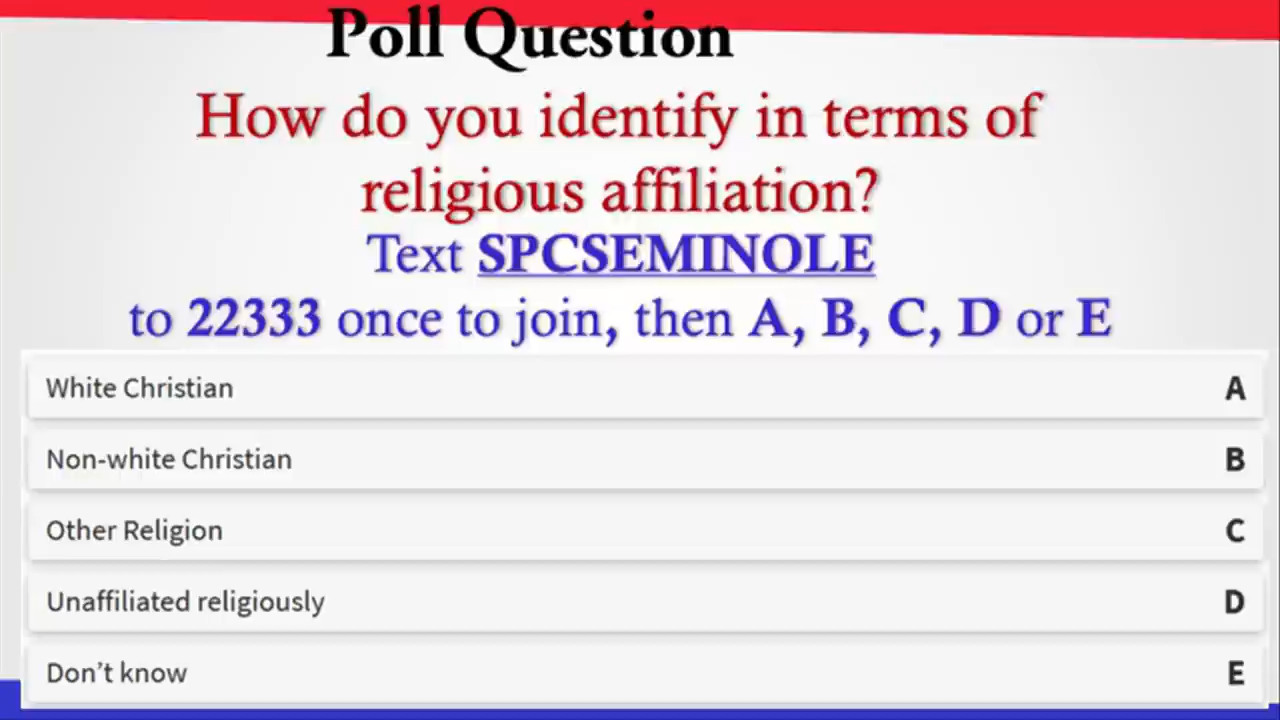 Poll Question
How do you identify in terms of
religious affiliation?
Text SPCSEMINOLE
to 22333 once to join, then A, B, C, D or E
White Christian A
Non-white Christian B
Other Religion C
Unaffiliated religiously D
Don’t know E